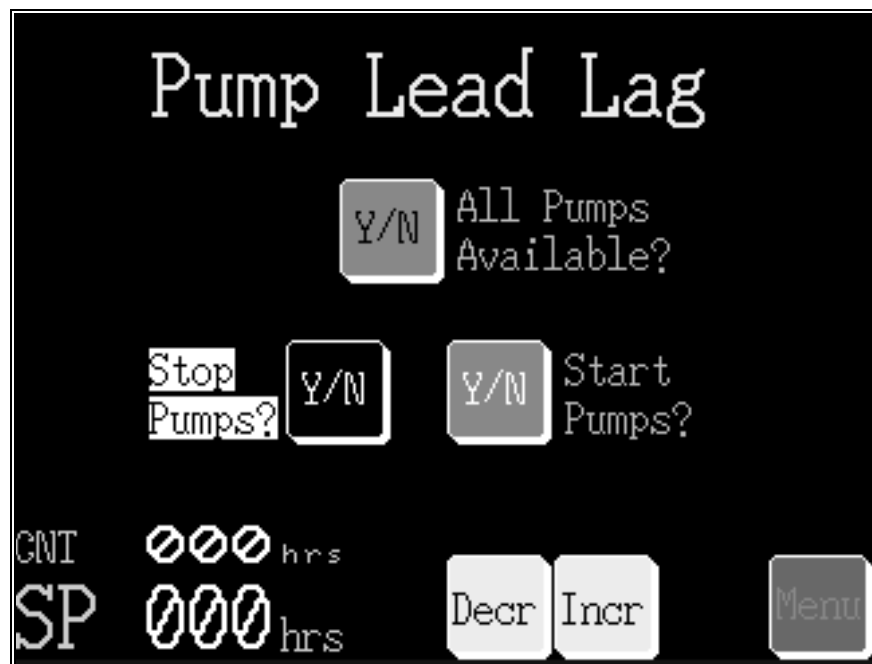 Pump Lead Lag
Y/N All Pumps
Available?
Stop
Pumps? Y/N
Y/N Start
Pumps?
CNT 000 hrs
SP 000 hrs
Decr Incr Menu